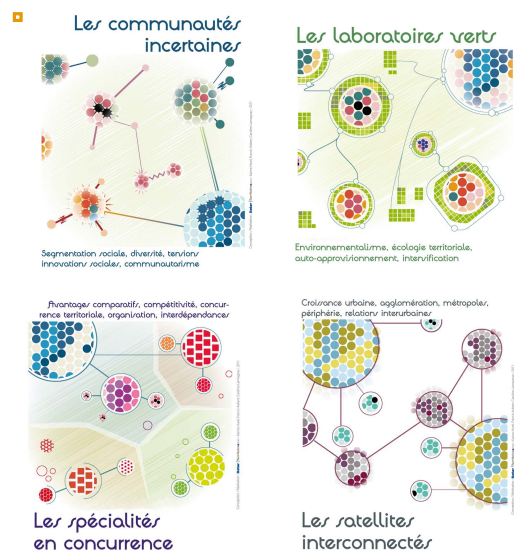 Les communautés
incertaines
Segmentation sociale, diversité, tensions
innovations sociales, communautarisme
Les laboratoires verts
Environnementalisme, écologie territoriale,
auto-approvisionnement, intensification
Avantages comparatifs, compétitivité, concur-
rence territoriale, organisation, interdépendances
Les spécialités
en concurrence
Croissance urbaine, agglomération, métropoles,
périphérie, relations interurbaines
Les satellites
interconnectés